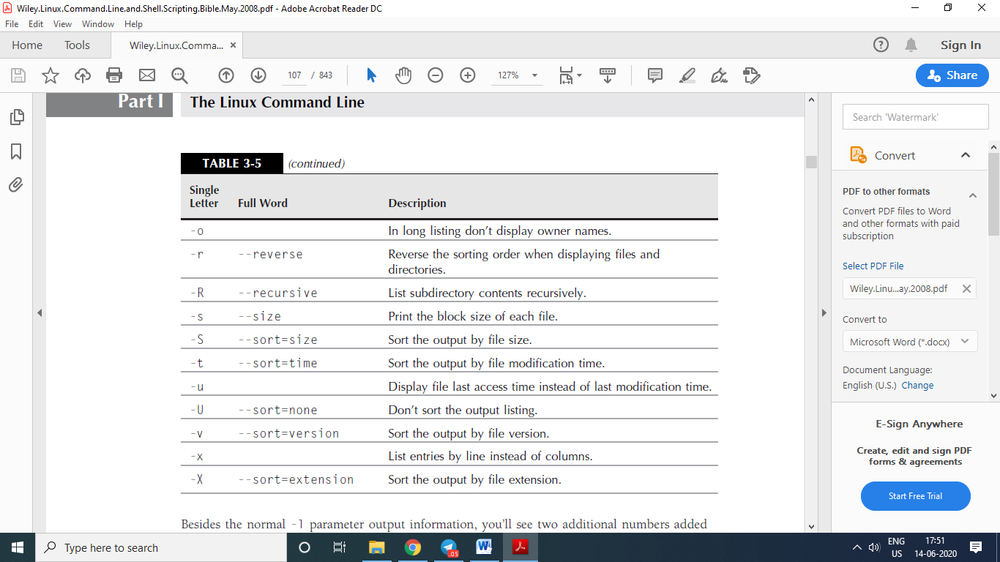 Wiley.Linux.Command.Line.and.Shell.Scripting.Bible.May.2008.pdf - Adobe Acrobat Reader DC
File Edit View Window Help
Home Tools Wiley.Linux.Comma... × Sign In
107 / 843 127% Share
Part I The Linux Command Line
TABLE 3-5 (continued)
Single
Letter Full Word Description
-o In long listing don't display owner names.
-r --reverse Reverse the sorting order when displaying files and
directories.
-R --recursive List subdirectory contents recursively.
-s --size Print the block size of each file.
-S --sort=size Sort the output by file size.
-t --sort=time Sort the output by file modification time.
-u Display file last access time instead of last modification time.
-U --sort=none Don't sort the output listing.
-v --sort=version Sort the output by file version.
-x List entries by line instead of columns.
-X --sort=extension Sort the output by file extension.
Besides the normal -l parameter output information, you'll see two additional numbers added
Search 'Watermark'
Convert
PDF to other formats
Convert PDF files to Word
and other formats with paid
subscription
Select PDF File
Wiley.Linu...ay.2008.pdf
Convert to
Microsoft Word (*.docx)
Document Language:
English (U.S.) Change
E-Sign Anywhere
Create, edit and sign PDF
forms & agreements
Start Free Trial
Type here to search
.05
ENG
US
17:51
14-06-2020